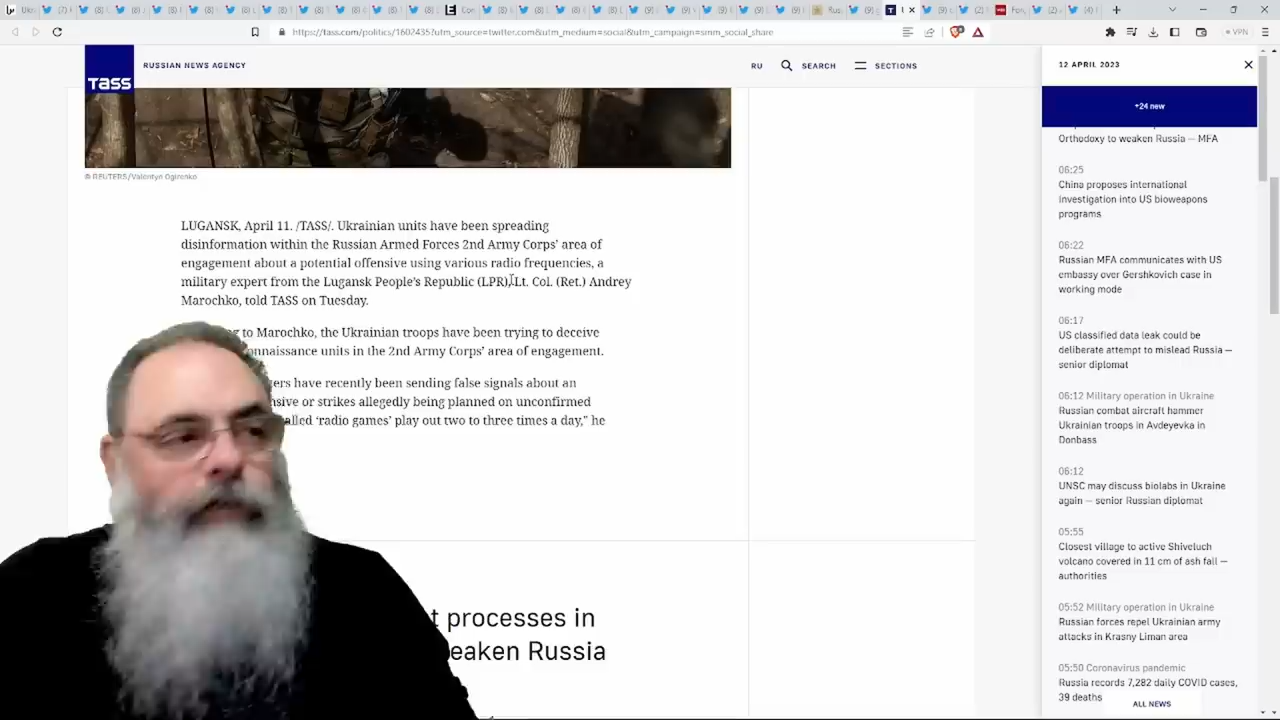 https://tass.com/politics/1602435?utm_source=twitter.com&utm_medium=social&utm_campaign=smm_social_share
VPN
TASS
RUSSIAN NEWS AGENCY
RU
SEARCH
SECTIONS
© REUTERS/Valentyn Ogirenko
LUGANSK, April 11. /TASS/. Ukrainian units have been spreading
disinformation within the Russian Armed Forces 2nd Army Corps' area of
engagement about a potential offensive using various radio frequencies, a
military expert from the Lugansk People's Republic (LPR), Lt. Col. (Ret.) Andrey
Marochko, told TASS on Tuesday.
to Marochko, the Ukrainian troops have been trying to deceive
units in the 2nd Army Corps' area of engagement.
have recently been sending false signals about an
or strikes allegedly being planned on unconfirmed
'radio games' play out two to three times a day," he
processes in
Russia
12 APRIL 2023
+24 new
Orthodoxy to weaken Russia — MFA
06:25
China proposes international
investigation into US bioweapons
programs
06:22
Russian MFA communicates with US
embassy over Gershkovich case in
working mode
06:17
US classified data leak could be
deliberate attempt to mislead Russia —
senior diplomat
06:12 Military operation in Ukraine
Russian combat aircraft hammer
Ukrainian troops in Avdeyevka in
Donbass
06:12
UNSC may discuss biolabs in Ukraine
again — senior Russian diplomat
05:55
Closest village to active Shiveluch
volcano covered in 11 cm of ash fall —
authorities
05:52 Military operation in Ukraine
Russian forces repel Ukrainian army
attacks in Krasny Liman area
05:50 Coronavirus pandemic
Russia records 7,282 daily COVID cases,
39 deaths
ALL NEWS